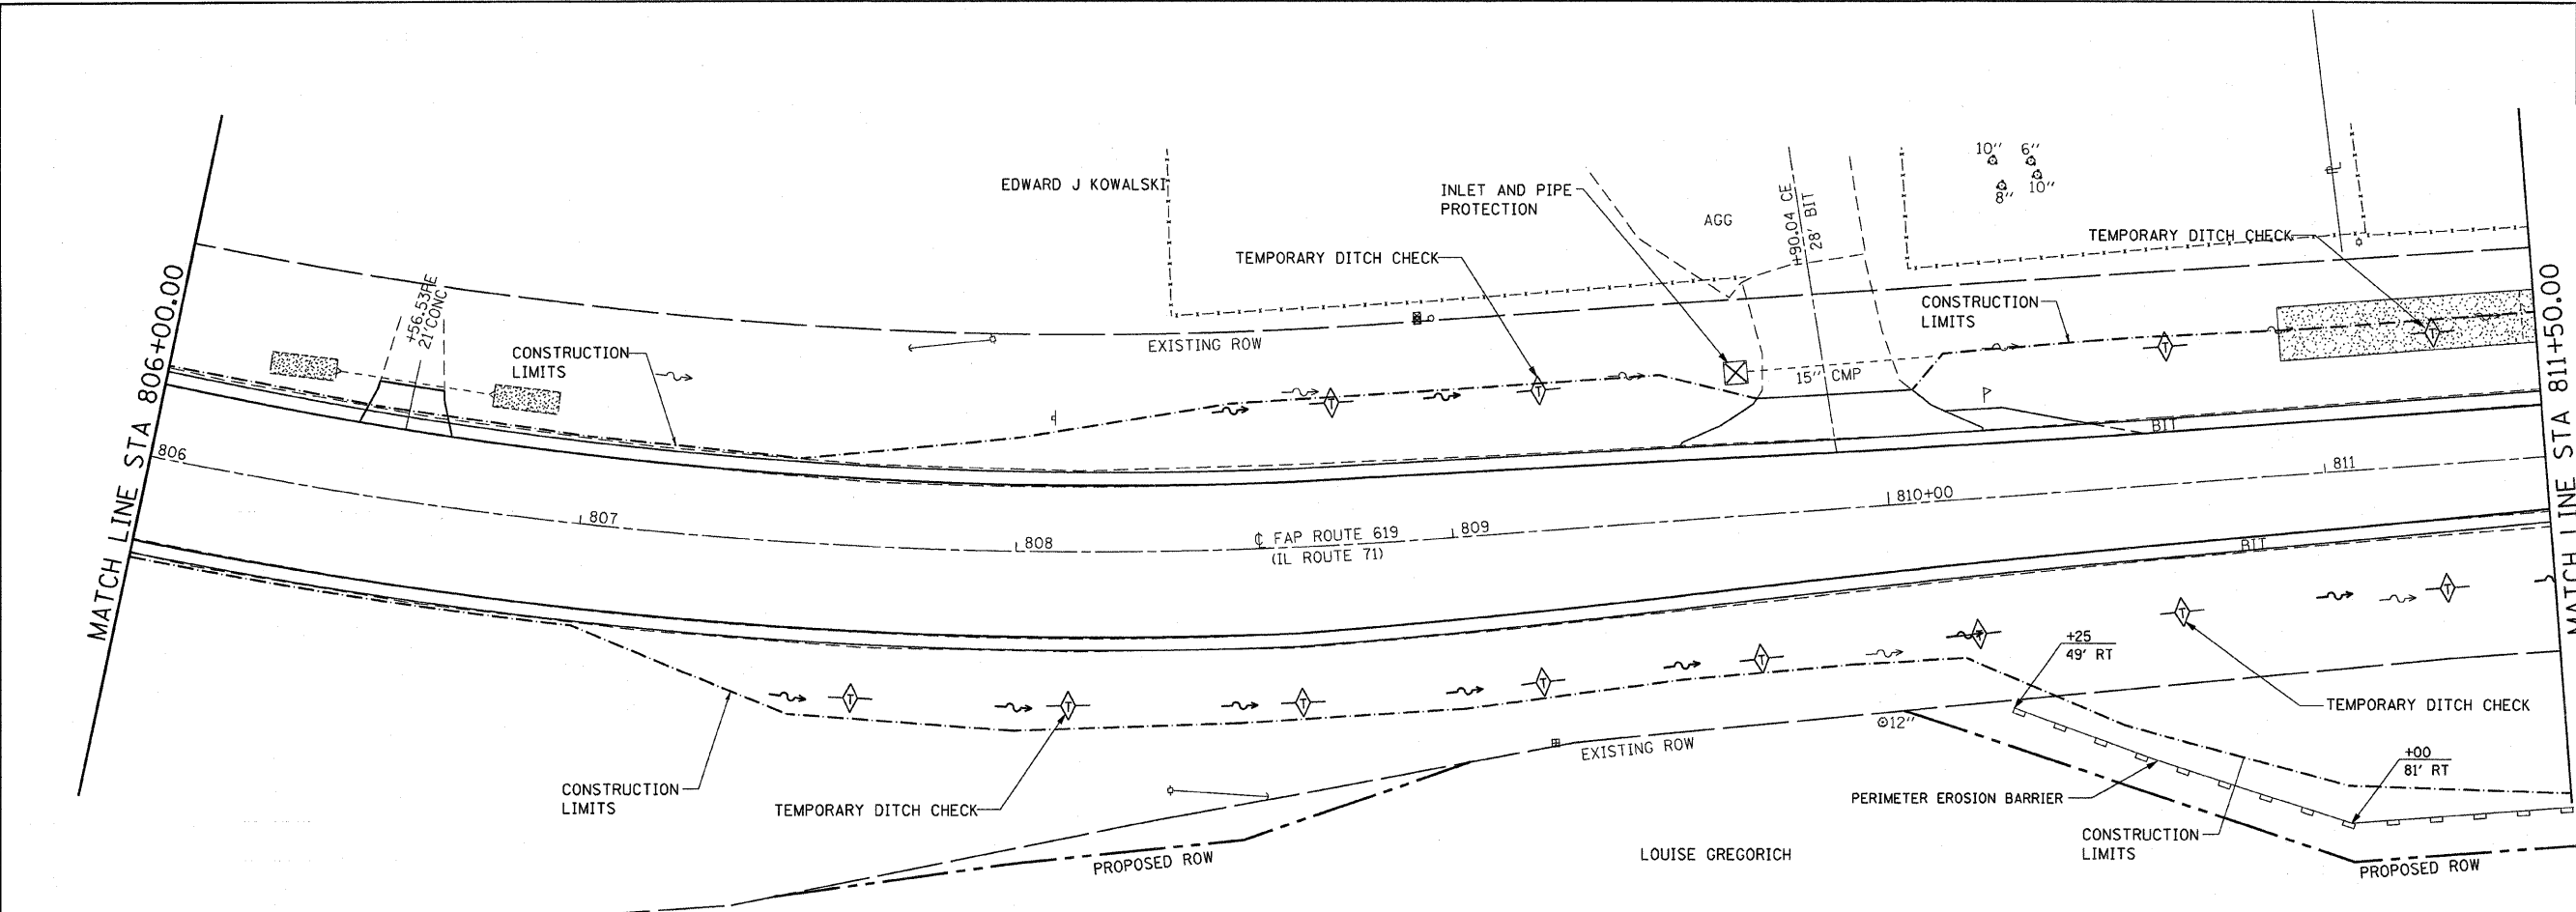 EDWARD J KOWALSKI
INLET AND PIPE
PROTECTION
AGG
+90.04 CE
28' BIT
10" 6"
8" 10"
TEMPORARY DITCH CHECK
TEMPORARY DITCH CHECK
MATCH LINE STA 806+00.00
+56.53FE
21'CONC
CONSTRUCTION
LIMITS
EXISTING ROW
CONSTRUCTION
LIMITS
15" CMP
P
BIT
MATCH LINE STA 811+50.00
806
807
808
℄ FAP ROUTE 619
(IL ROUTE 71)
809
810+00
811
BIT
T
T
T
T
T
T
T
T
T
T
T
T
+25
49' RT
TEMPORARY DITCH CHECK
12"
EXISTING ROW
+00
81' RT
CONSTRUCTION
LIMITS
TEMPORARY DITCH CHECK
PERIMETER EROSION BARRIER
CONSTRUCTION
LIMITS
PROPOSED ROW
LOUISE GREGORICH
PROPOSED ROW